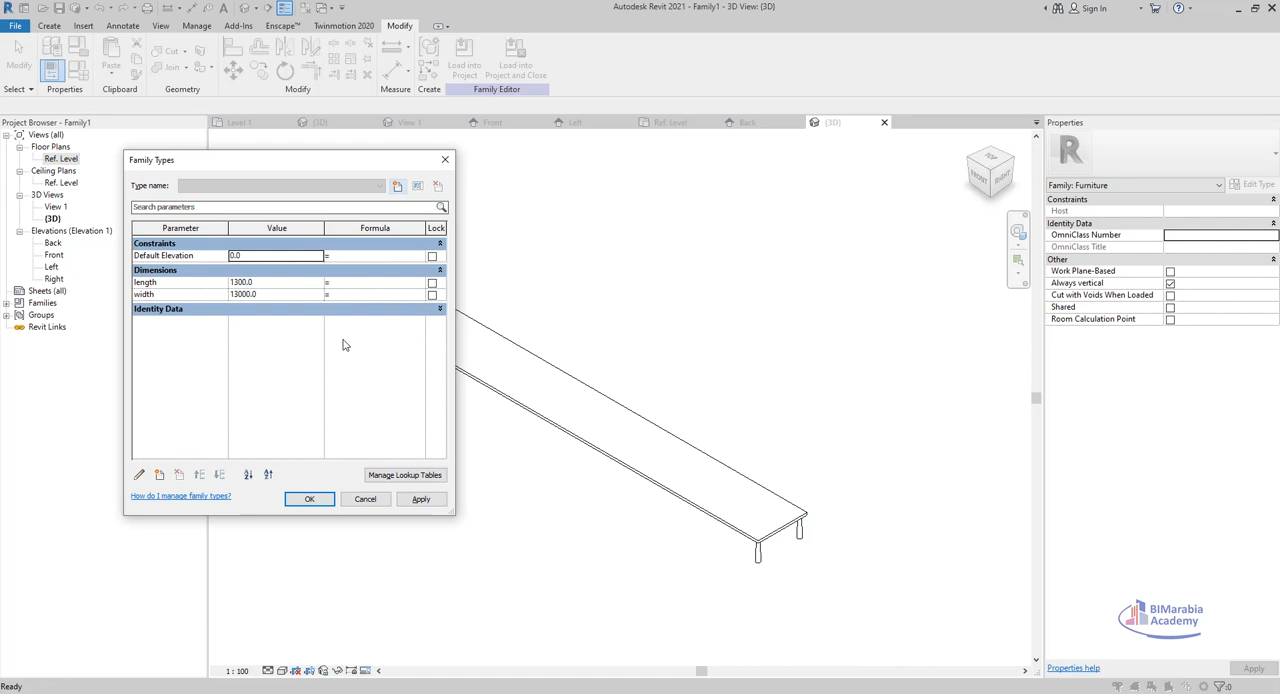 Autodesk Revit 2021 - Family1 - 3D View: {3D}
Sign In
File Create Insert Annotate View Manage Add-Ins Enscape™ Twinmotion 2020 Modify
Modify Paste Cut Join Load into Project Load into Project and Close
Select Properties Clipboard Geometry Modify Measure Create Family Editor
Project Browser - Family1
Views (all)
Floor Plans
Ref. Level
Ceiling Plans
Ref. Level
3D Views
View 1
{3D}
Elevations (Elevation 1)
Back
Front
Left
Right
Sheets (all)
Families
Groups
Revit Links
Level 1 {3D} View 1 Front Left Ref. Level Back {3D}
Family Types
Type name:
Search parameters
Parameter Value Formula Lock
Constraints
Default Elevation 0.0 =
Dimensions
length 1300.0 =
width 13000.0 =
Identity Data
Manage Lookup Tables
How do I manage family types?
OK Cancel Apply
TOP
FRONT RIGHT
Properties
Family: Furniture Edit Type
Constraints
Host
Identity Data
OmniClass Number
OmniClass Title
Other
Work Plane-Based
Always vertical
Cut with Voids When Loaded
Shared
Room Calculation Point
BIMarabia
Academy
Properties help Apply
1 : 100
Ready
:0